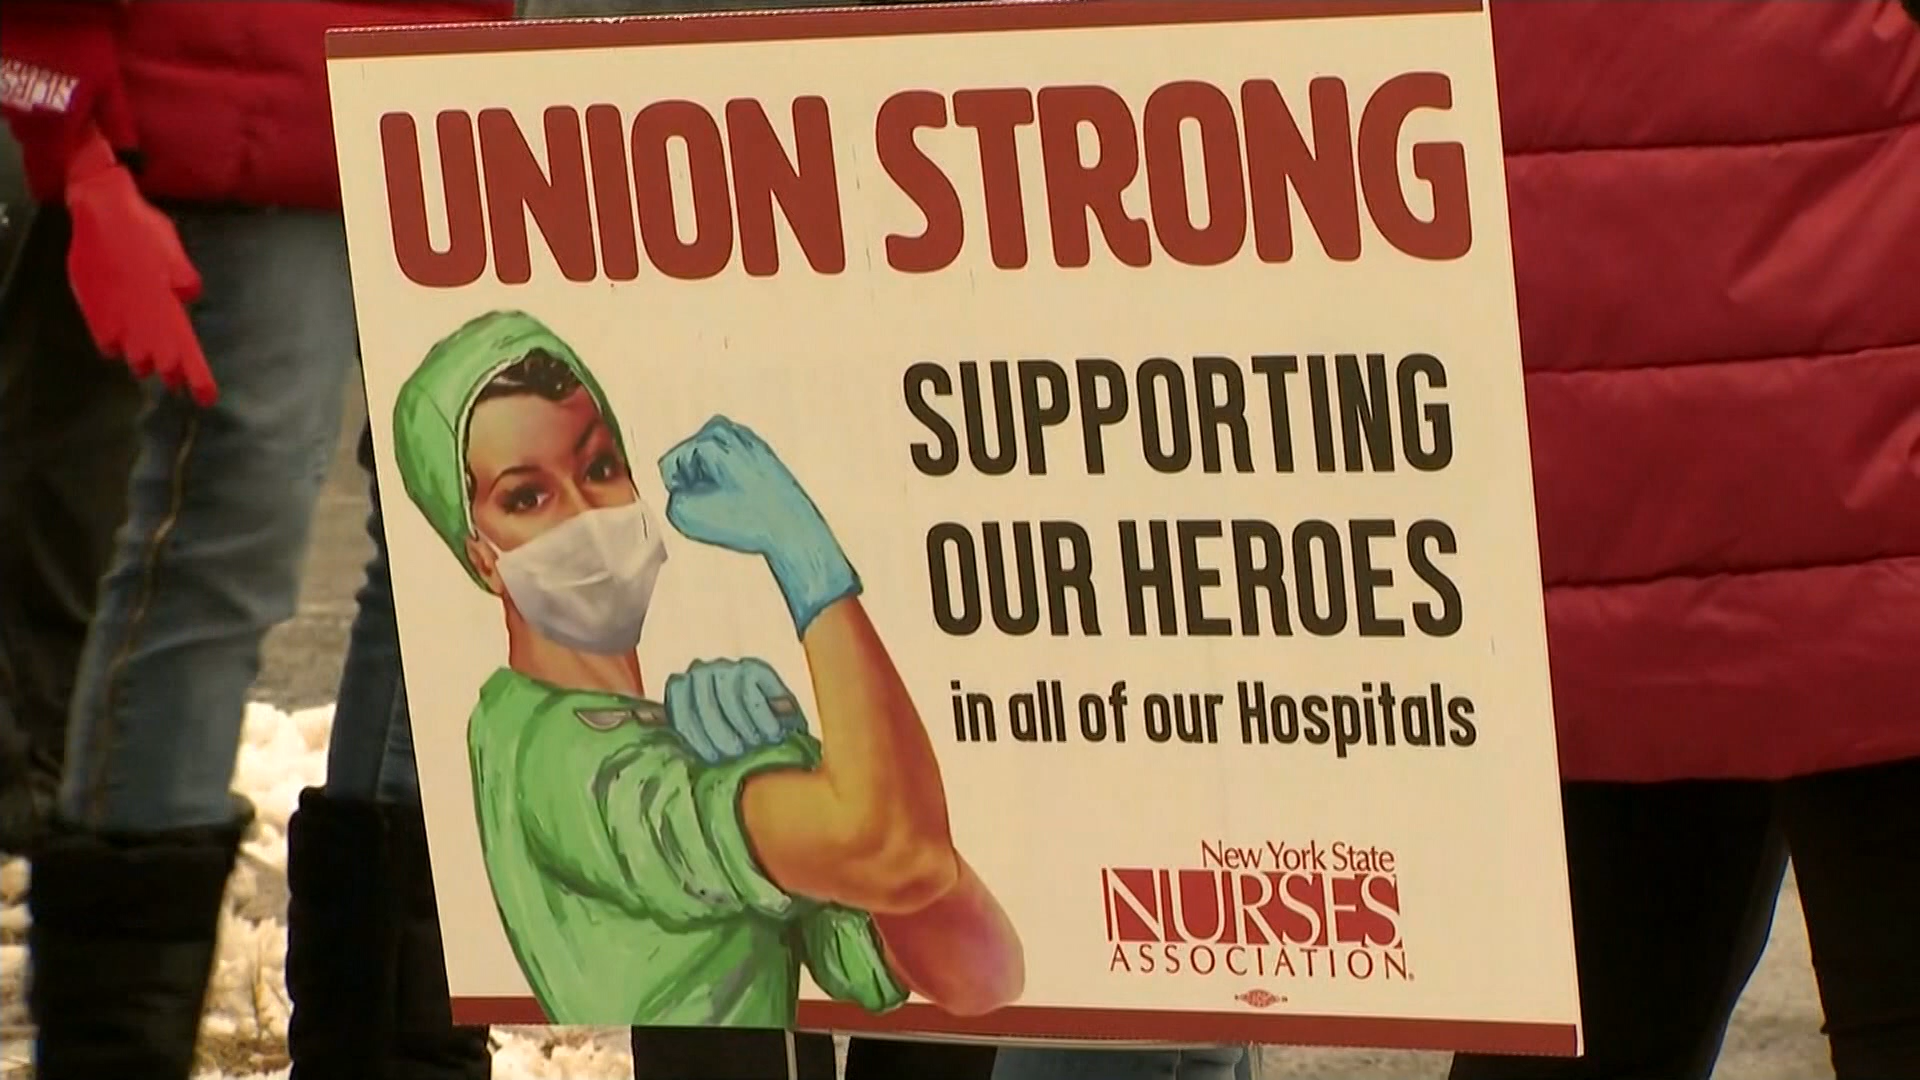 UNION STRONG
SUPPORTING
OUR HEROES
in all of our Hospitals
New York State
NURSES
ASSOCIATION